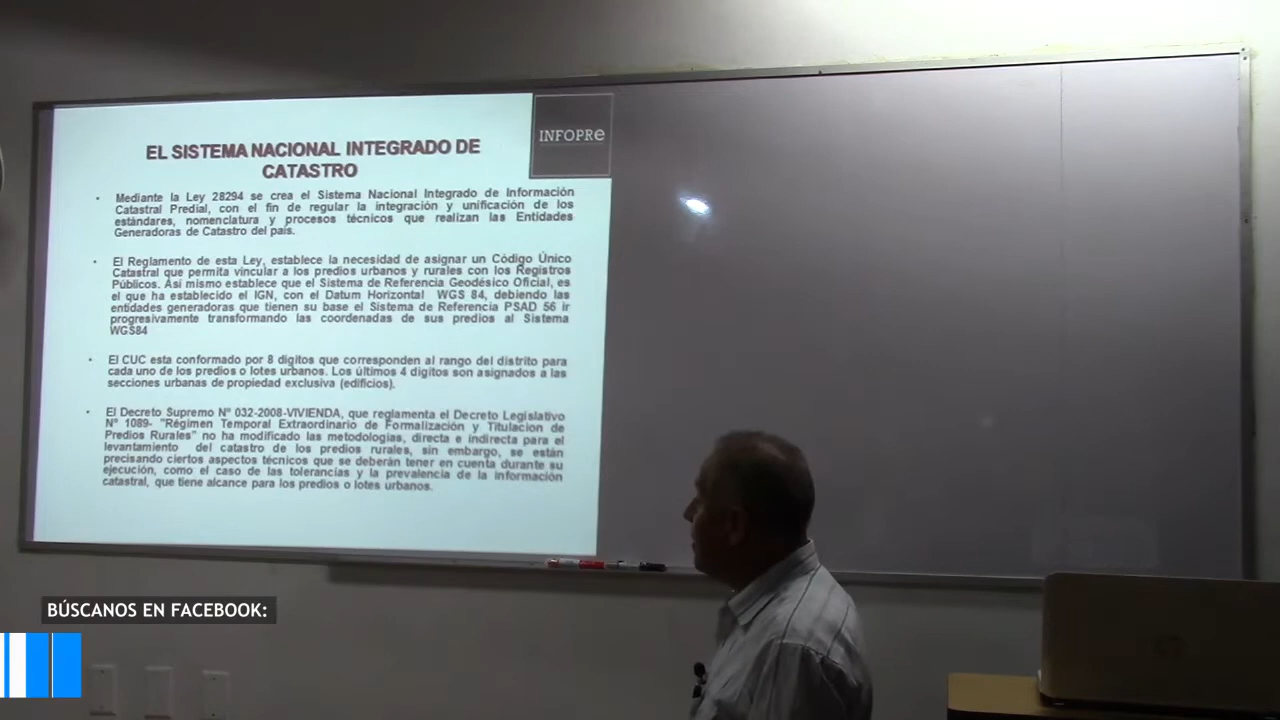 EL SISTEMA NACIONAL INTEGRADO DE
CATASTRO
INFOPRe
• Mediante la Ley 28294 se crea el Sistema Nacional Integrado de Información
Catastral Predial, con el fin de regular la integración y unificación de los
estándares, nomenclatura y procesos técnicos que realizan las Entidades
Generadoras de Catastro del país.
• El Reglamento de esta Ley, establece la necesidad de asignar un Código Único
Catastral que permita vincular a los predios urbanos y rurales con los Registros
Públicos. Así mismo establece que el Sistema de Referencia Geodésico Oficial, es
el que ha establecido el IGN, con el Datum Horizontal WGS 84, debiendo las
entidades generadoras que tienen su base el Sistema de Referencia PSAD 56 ir
progresivamente transformando las coordenadas de sus predios al Sistema
WGS84
• El CUC esta conformado por 8 digitos que corresponden al rango del distrito para
cada uno de los predios o lotes urbanos. Los últimos 4 digitos son asignados a las
secciones urbanas de propiedad exclusiva (edificios).
• El Decreto Supremo Nº 032-2008-VIVIENDA, que reglamenta el Decreto Legislativo
Nº 1089- "Régimen Temporal Extraordinario de Formalización y Titulacion de
Predios Rurales" no ha modificado las metodologías, directa e indirecta para el
levantamiento del catastro de los predios rurales, sin embargo, se están
precisando ciertos aspectos técnicos que se deberán tener en cuenta durante su
ejecución, como el caso de las tolerancias y la prevalencia de la información
catastral, que tiene alcance para los predios o lotes urbanos.
BÚSCANOS EN FACEBOOK: